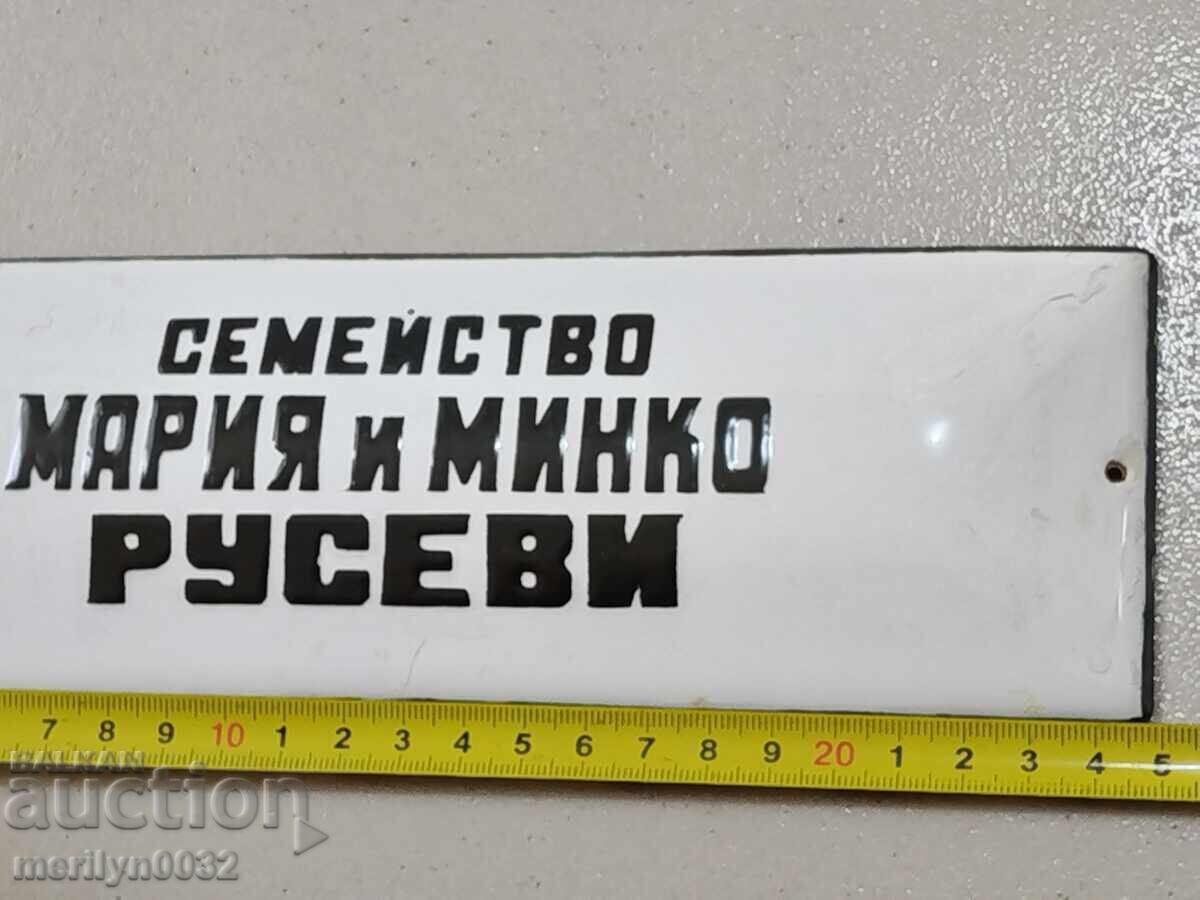 СЕМЕЙСТВО
МАРИЯ и МИНКО
РУСЕВИ
7 8 9 10 1 2 3 4 5 6 7 8 9 20 1 2 3 4 5
BALKAN
auction
merilyn0032